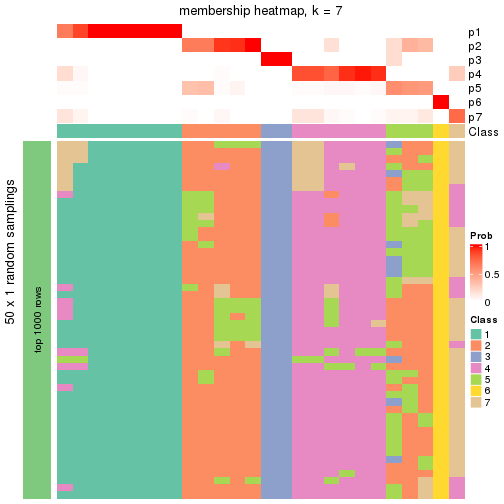 membership heatmap, k = 7
p1
p2
p3
p4
p5
p6
p7
Class
50 x 1 random samplings
top 1000 rows
Prob
1
0.5
0
Class
1
2
3
4
5
6
7